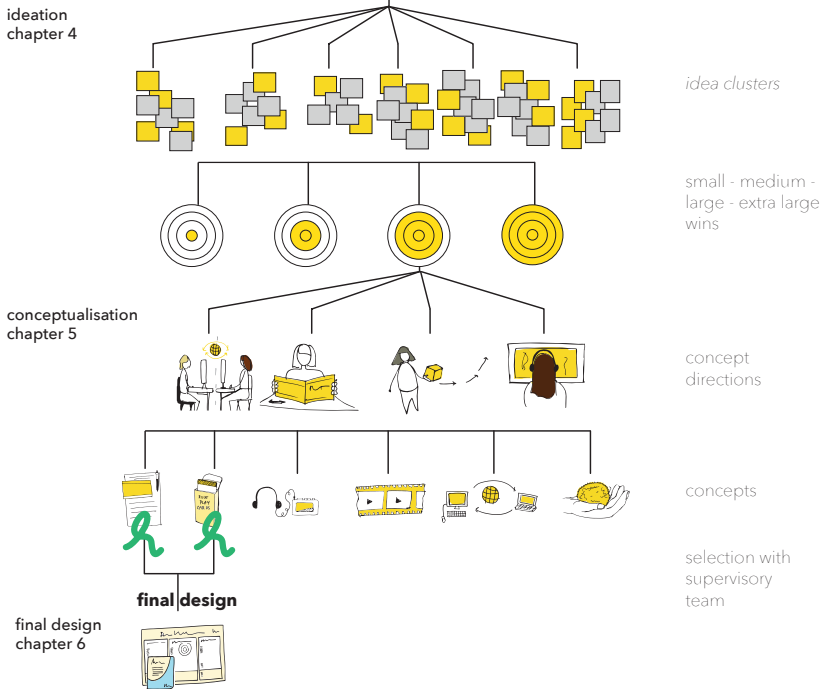 ideation
chapter 4
idea clusters
small - medium -
large - extra large
wins
conceptualisation
chapter 5
concept
directions
concepts
selection with
supervisory
team
final design
final design
chapter 6